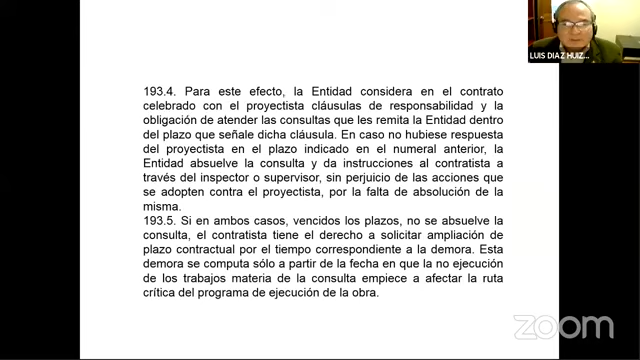 LUIS DIAZ HUIZ...
193.4. Para este efecto, la Entidad considera en el contrato
celebrado con el proyectista cláusulas de responsabilidad y la
obligación de atender las consultas que les remita la Entidad dentro
del plazo que señale dicha cláusula. En caso no hubiese respuesta
del proyectista en el plazo indicado en el numeral anterior, la
Entidad absuelve la consulta y da instrucciones al contratista a
través del inspector o supervisor, sin perjuicio de las acciones que
se adopten contra el proyectista, por la falta de absolución de la
misma.
193.5. Si en ambos casos, vencidos los plazos, no se absuelve la
consulta, el contratista tiene el derecho a solicitar ampliación de
plazo contractual por el tiempo correspondiente a la demora. Esta
demora se computa sólo a partir de la fecha en que la no ejecución
de los trabajos materia de la consulta empiece a afectar la ruta
crítica del programa de ejecución de la obra.
zoom